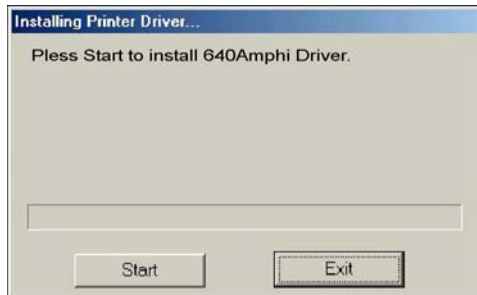 Installing Printer Driver...
Pless Start to install 640Amphi Driver.
Start Exit